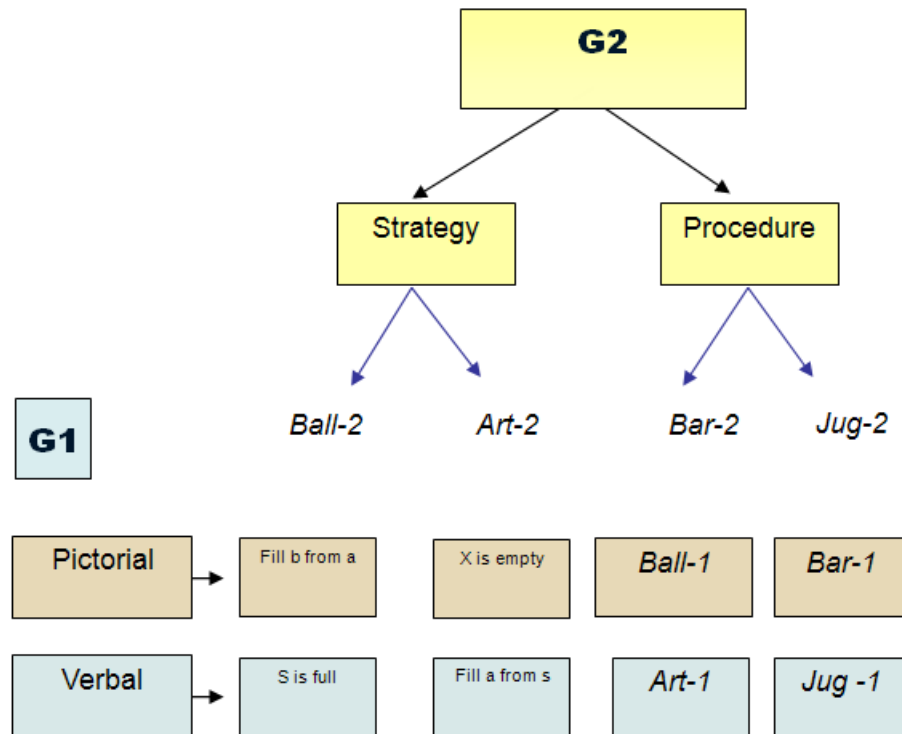 G2
Strategy
Procedure
Ball-2
Art-2
Bar-2
Jug-2
G1
Pictorial
Fill b from a
X is empty
Ball-1
Bar-1
Verbal
S is full
Fill a from s
Art-1
Jug -1